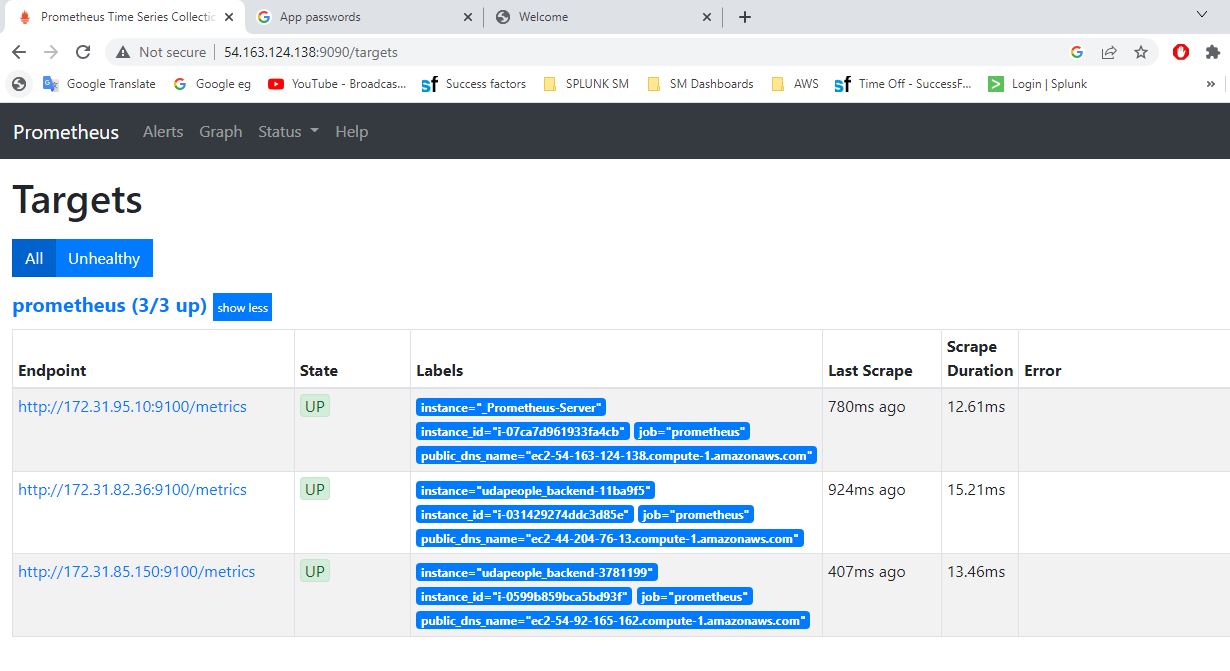 Prometheus Time Series Collectic
App passwords
Welcome
Not secure 54.163.124.138:9090/targets
Google Translate Google eg YouTube - Broadcas... Success factors SPLUNK SM SM Dashboards AWS Time Off - SuccessF... Login | Splunk »
Prometheus Alerts Graph Status Help
Targets
All Unhealthy
prometheus (3/3 up) show less
Endpoint State Labels Last Scrape Scrape Duration Error
http://172.31.95.10:9100/metrics UP instance="_Prometheus-Server" 780ms ago 12.61ms
instance_id="i-07ca7d961933fa4cb" job="prometheus"
public_dns_name="ec2-54-163-124-138.compute-1.amazonaws.com"
http://172.31.82.36:9100/metrics UP instance="udapeople_backend-11ba9f5" 924ms ago 15.21ms
instance_id="i-031429274ddc3d85e" job="prometheus"
public_dns_name="ec2-44-204-76-13.compute-1.amazonaws.com"
http://172.31.85.150:9100/metrics UP instance="udapeople_backend-3781199" 407ms ago 13.46ms
instance_id="i-0599b859bca5bd93f" job="prometheus"
public_dns_name="ec2-54-92-165-162.compute-1.amazonaws.com"